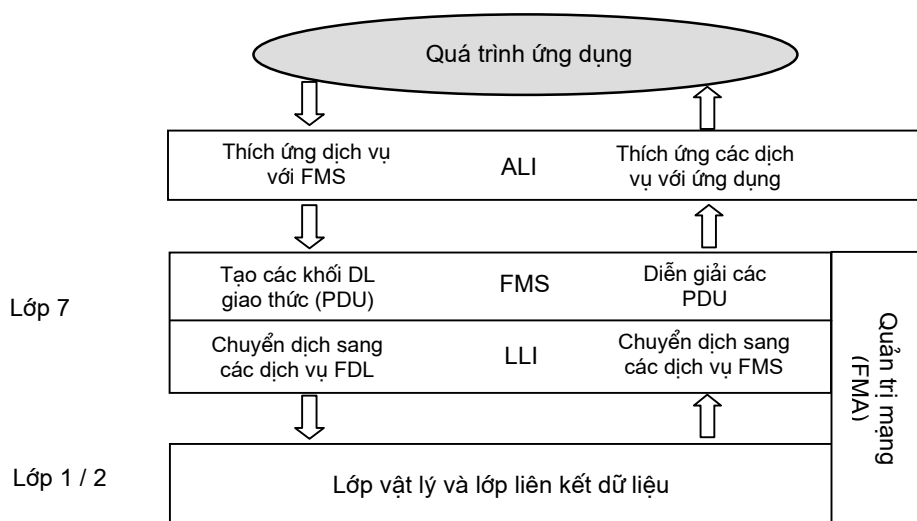 Quá trình ứng dụng
Thích ứng dịch vụ
với FMS
ALI
Thích ứng các dịch
vụ với ứng dụng
Lớp 7
Tạo các khối DL
giao thức (PDU)
FMS
Diễn giải các
PDU
Chuyển dịch sang
các dịch vụ FDL
LLI
Chuyển dịch sang
các dịch vụ FMS
Quản trị mạng
(FMA)
Lớp 1 / 2
Lớp vật lý và lớp liên kết dữ liệu